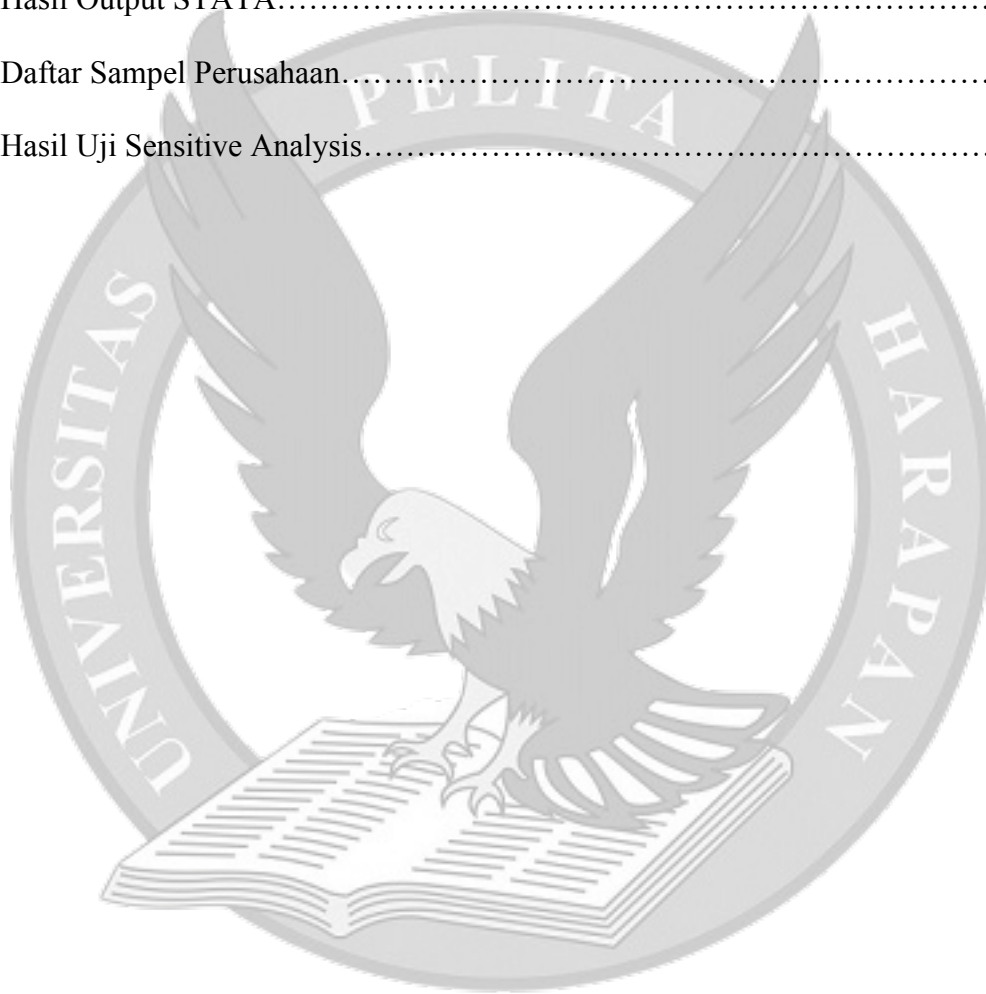 Hasil Output STATA……………………………………………………………………
Daftar Sampel Perusahaan………………………………………………………………
Hasil Uji Sensitive Analysis……………………………………………………………
UNIVERSITAS PELITA HARAPAN